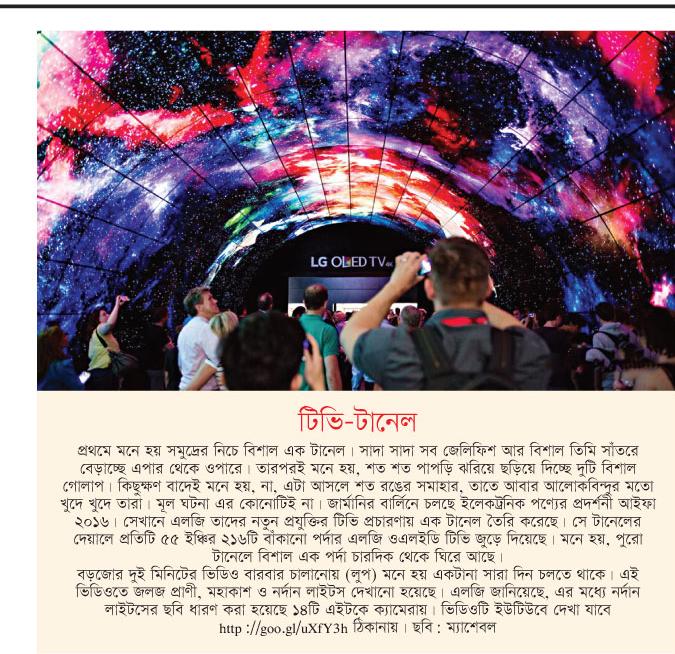 LG OLED TV 4K
টিভি-টানেল
প্রথমে মনে হয় সমুদ্রের নিচে বিশাল এক টানেল। সাদা সাদা সব জেলিফিশ আর বিশাল তিমি সাঁতরে
বেড়াচ্ছে এপার থেকে ওপারে। তারপরই মনে হয়, শত শত পাপড়ি ঝরিয়ে ছড়িয়ে দিচ্ছে দুটি বিশাল
গোলাপ। কিছুক্ষণ বাদেই মনে হয়, না, এটা আসলে শত রঙের সমাহার, তাতে আবার আলোকবিন্দুর মতো
খুদে খুদে তারা। মূল ঘটনা এর কোনোটিই না। জার্মানির বার্লিনে চলছে ইলেকট্রনিক পণ্যের প্রদর্শনী আইফা
২০১৬। সেখানে এলজি তাদের নতুন প্রযুক্তির টিভি প্রচারণায় এক টানেল তৈরি করেছে। সে টানেলের
দেয়ালে প্রতিটি ৫৫ ইঞ্চির ২১৬টি বাঁকানো পর্দার এলজি ওএলইডি টিভি জুড়ে দিয়েছে। মনে হয়, পুরো
টানেলে বিশাল এক পর্দা চারদিক থেকে ঘিরে আছে।
বড়জোর দুই মিনিটের ভিডিও বারবার চালানোয় (লুপ) মনে হয় একটানা সারা দিন চলতে থাকে। এই
ভিডিওতে জলজ প্রাণী, মহাকাশ ও নর্দান লাইটস দেখানো হয়েছে। এলজি জানিয়েছে, এর মধ্যে নর্দান
লাইটসের ছবি ধারণ করা হয়েছে ১৪টি এইটকে ক্যামেরায়। ভিডিওটি ইউটিউবে দেখা যাবে
http ://goo.gl/uXfY3h ঠিকানায়। ছবি : ম্যাশেবল